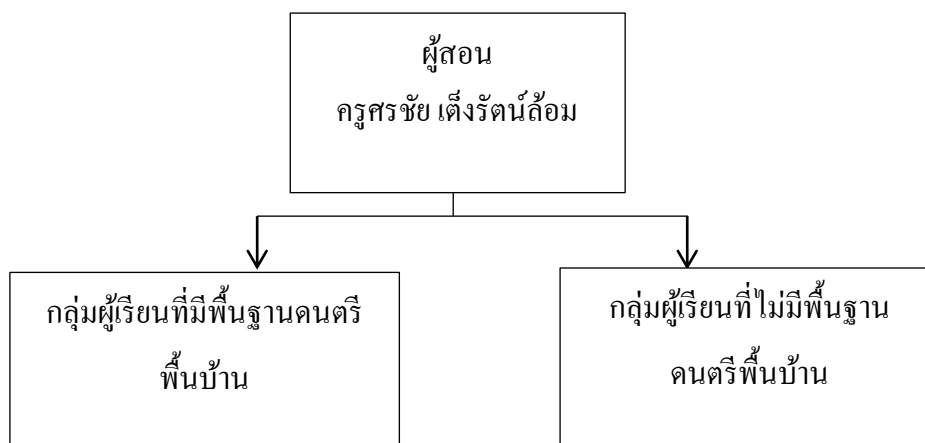 ผู้สอน
ครูศรชัย เต็งรัตน์ล้อม
กลุ่มผู้เรียนที่มีพื้นฐานดนตรี
พื้นบ้าน
กลุ่มผู้เรียนที่ไม่มีพื้นฐาน
ดนตรีพื้นบ้าน